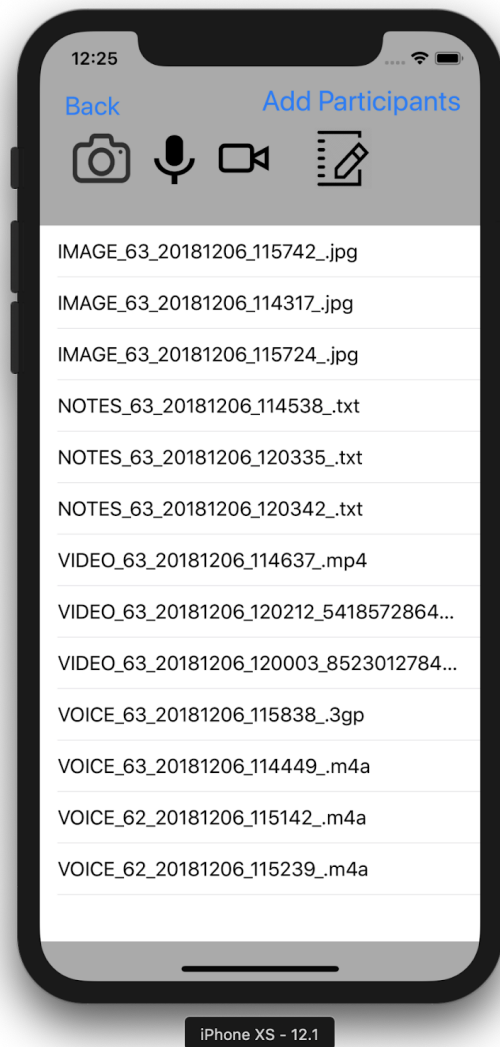 12:25
Back
Add Participants
IMAGE_63_20181206_115742_.jpg
IMAGE_63_20181206_114317_.jpg
IMAGE_63_20181206_115724_.jpg
NOTES_63_20181206_114538_.txt
NOTES_63_20181206_120335_.txt
NOTES_63_20181206_120342_.txt
VIDEO_63_20181206_114637_.mp4
VIDEO_63_20181206_120212_5418572864...
VIDEO_63_20181206_120003_8523012784...
VOICE_63_20181206_115838_.3gp
VOICE_63_20181206_114449_.m4a
VOICE_62_20181206_115142_.m4a
VOICE_62_20181206_115239_.m4a
iPhone XS - 12.1